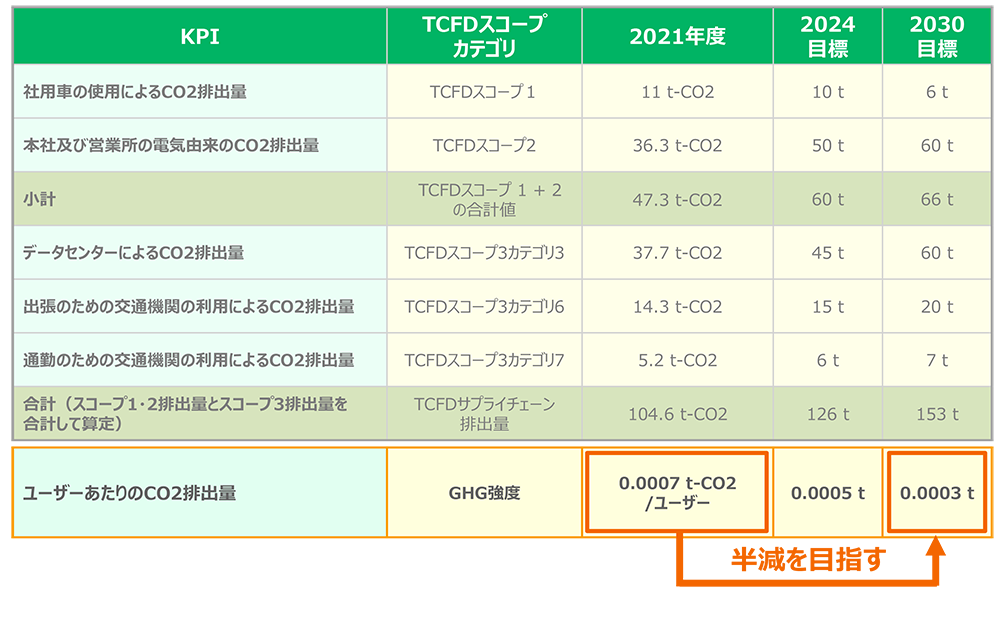 KPI
TCFDスコープ
カテゴリ
2021年度
2024
目標
2030
目標
社用車の使用によるCO2排出量
TCFDスコープ1
11 t-CO2
10 t
6 t
本社及び営業所の電気由来のCO2排出量
TCFDスコープ2
36.3 t-CO2
50 t
60 t
小計
TCFDスコープ 1 + 2
の合計値
47.3 t-CO2
60 t
66 t
データセンターによるCO2排出量
TCFDスコープ3カテゴリ3
37.7 t-CO2
45 t
60 t
出張のための交通機関の利用によるCO2排出量
TCFDスコープ3カテゴリ6
14.3 t-CO2
15 t
20 t
通勤のための交通機関の利用によるCO2排出量
TCFDスコープ3カテゴリ7
5.2 t-CO2
6 t
7 t
合計（スコープ1・2排出量とスコープ3排出量を
合計して算定）
TCFDサプライチェーン
排出量
104.6 t-CO2
126 t
153 t
ユーザーあたりのCO2排出量
GHG強度
0.0007 t-CO2
/ユーザー
0.0005 t
0.0003 t
半減を目指す